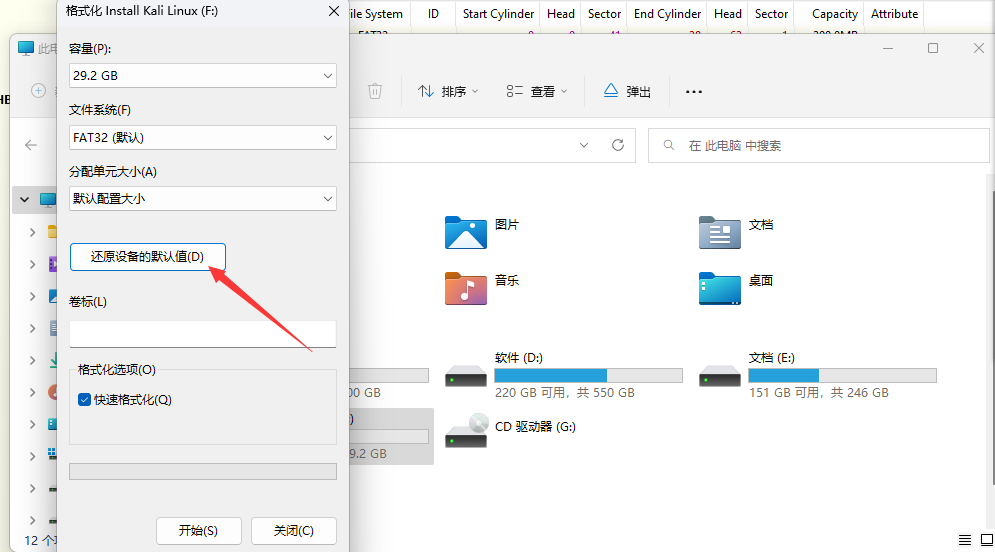 格式化 Install Kali Linux (F:)
File System ID Start Cylinder Head Sector End Cylinder Head Sector Capacity Attribute
容量(P):
29.2 GB
文件系统(F)
FAT32 (默认)
分配单元大小(A)
默认配置大小
还原设备的默认值(D)
卷标(L)
格式化选项(O)
快速格式化(Q)
开始(S)
关闭(C)
此电
排序
查看
弹出
在 此电脑 中搜索
图片
文档
音乐
桌面
软件 (D:)
文档 (E:)
00 GB
220 GB 可用，共 550 GB
151 GB 可用，共 246 GB
CD 驱动器 (G:)
9.2 GB
12 个